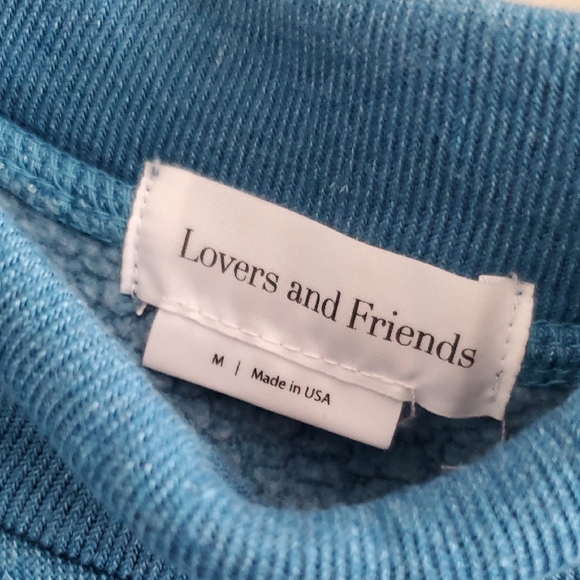 Lovers and Friends
M | Made in USA